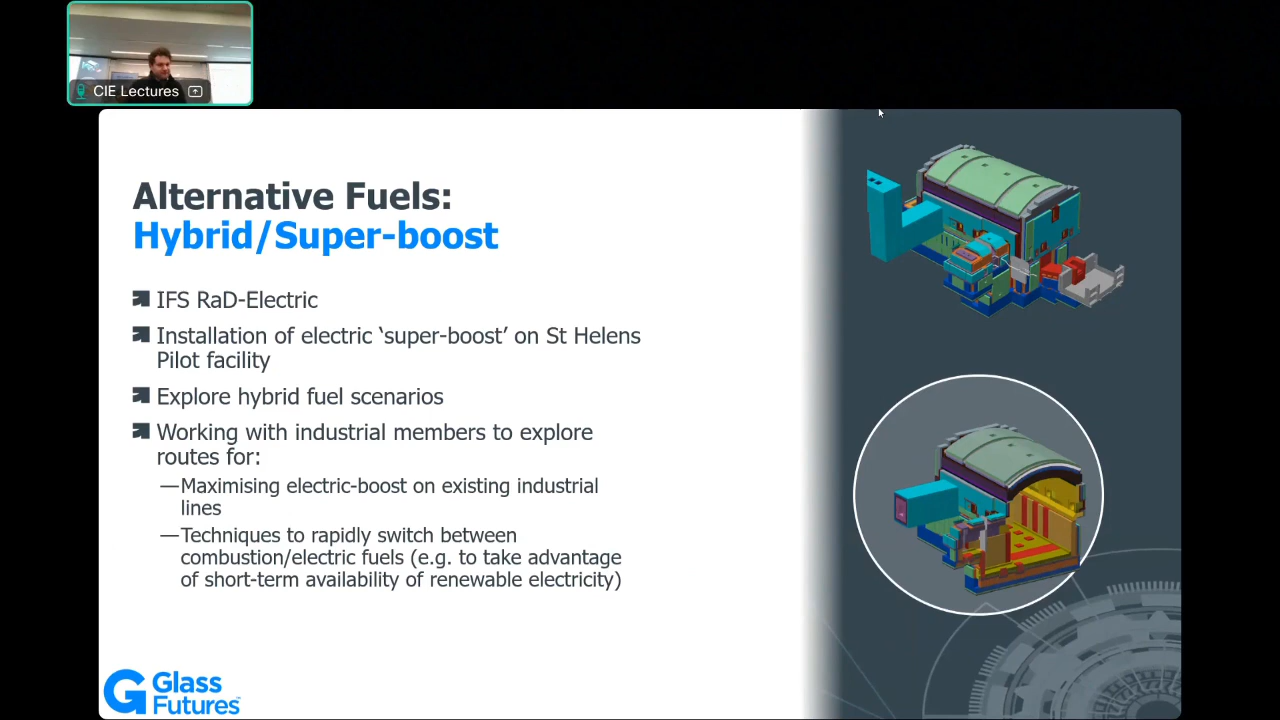 CIE Lectures
Alternative Fuels:
Hybrid/Super-boost
IFS RaD-Electric
Installation of electric ‘super-boost’ on St Helens
Pilot facility
Explore hybrid fuel scenarios
Working with industrial members to explore
routes for:
—Maximising electric-boost on existing industrial
lines
—Techniques to rapidly switch between
combustion/electric fuels (e.g. to take advantage
of short-term availability of renewable electricity)
Glass
Futures™